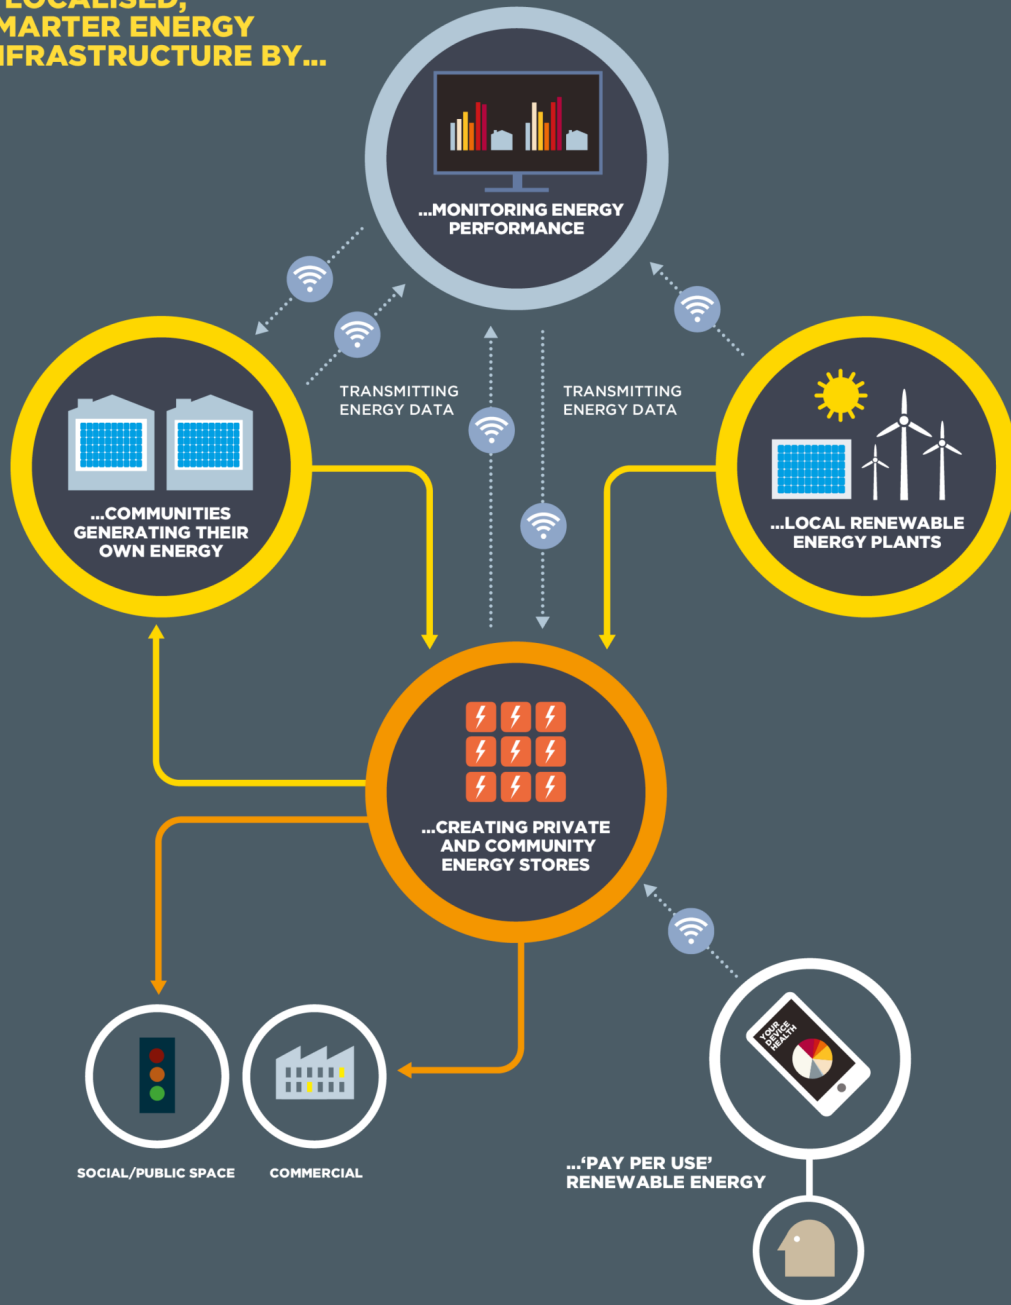 LOCALISED,
MARTER ENERGY
FRASTRUCTURE BY...
...MONITORING ENERGY
PERFORMANCE
TRANSMITTING
ENERGY DATA
TRANSMITTING
ENERGY DATA
...COMMUNITIES
GENERATING THEIR
OWN ENERGY
...LOCAL RENEWABLE
ENERGY PLANTS
...CREATING PRIVATE
AND COMMUNITY
ENERGY STORES
YOUR
DEVICE
HEALTH
SOCIAL/PUBLIC SPACE
COMMERCIAL
...‘PAY PER USE’
RENEWABLE ENERGY